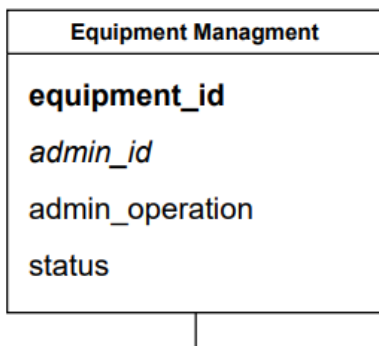 Equipment Managment
equipment_id
admin_id
admin_operation
status